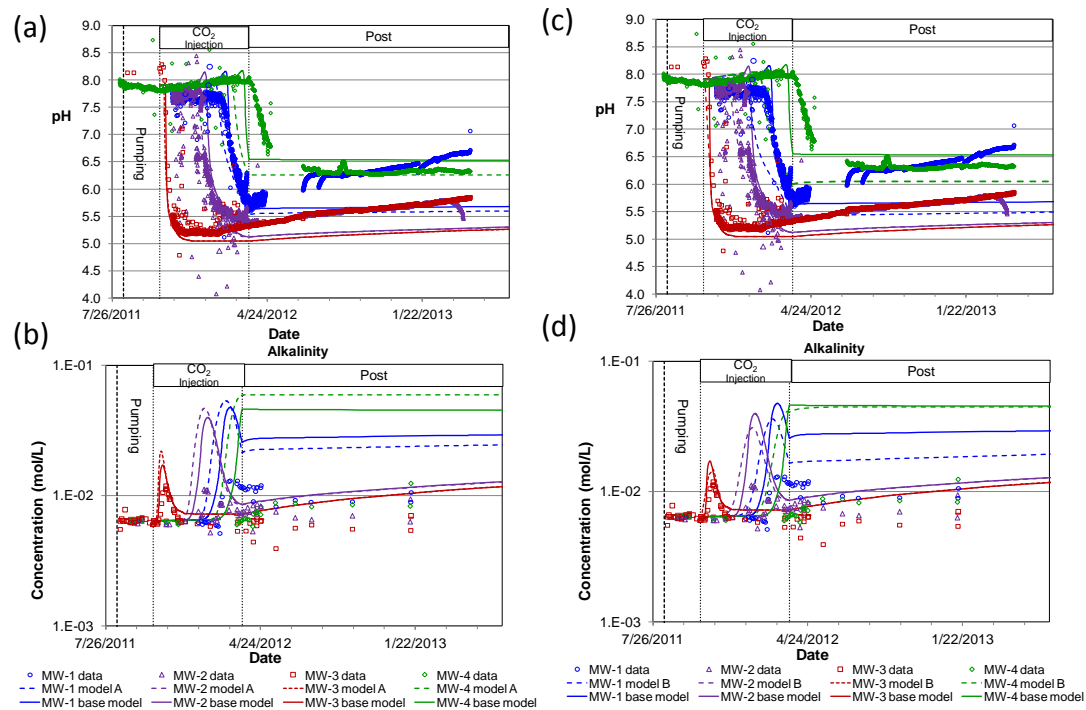 (a)
CO2
Injection
Post
9.0
8.5
8.0
7.5
7.0
6.5
6.0
5.5
5.0
4.5
4.0
pH
Pumping
7/26/2011
4/24/2012
1/22/2013
Date
(b)
Alkalinity
CO2
Injection
Post
1.E-01
1.E-02
1.E-03
Concentration (mol/L)
Pumping
7/26/2011
4/24/2012
1/22/2013
Date
MW-1 data
MW-2 data
MW-3 data
MW-4 data
MW-1 model A
MW-2 model A
MW-3 model A
MW-4 model A
MW-1 base model
MW-2 base model
MW-3 base model
MW-4 base model
(c)
CO2
Injection
Post
9.0
8.5
8.0
7.5
7.0
6.5
6.0
5.5
5.0
4.5
4.0
pH
Pumping
7/26/2011
4/24/2012
1/22/2013
Date
(d)
Alkalinity
CO2
Injection
Post
1.E-01
1.E-02
1.E-03
Concentration (mol/L)
Pumping
7/26/2011
4/24/2012
1/22/2013
Date
MW-1 data
MW-2 data
MW-3 data
MW-4 data
MW-1 model B
MW-2 model B
MW-3 model B
MW-4 model B
MW-1 base model
MW-2 base model
MW-3 base model
MW-4 base model